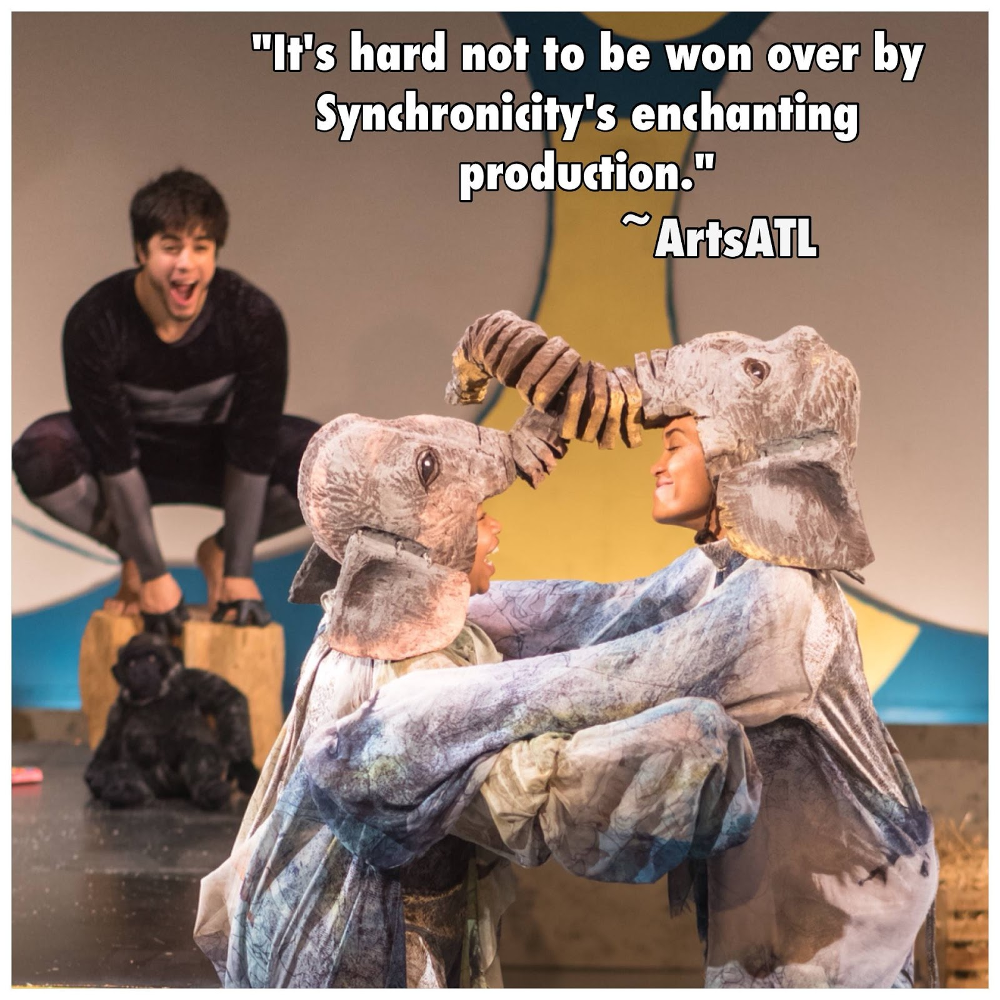 "It's hard not to be won over by
Synchronicity's enchanting
production."
~ArtsATL